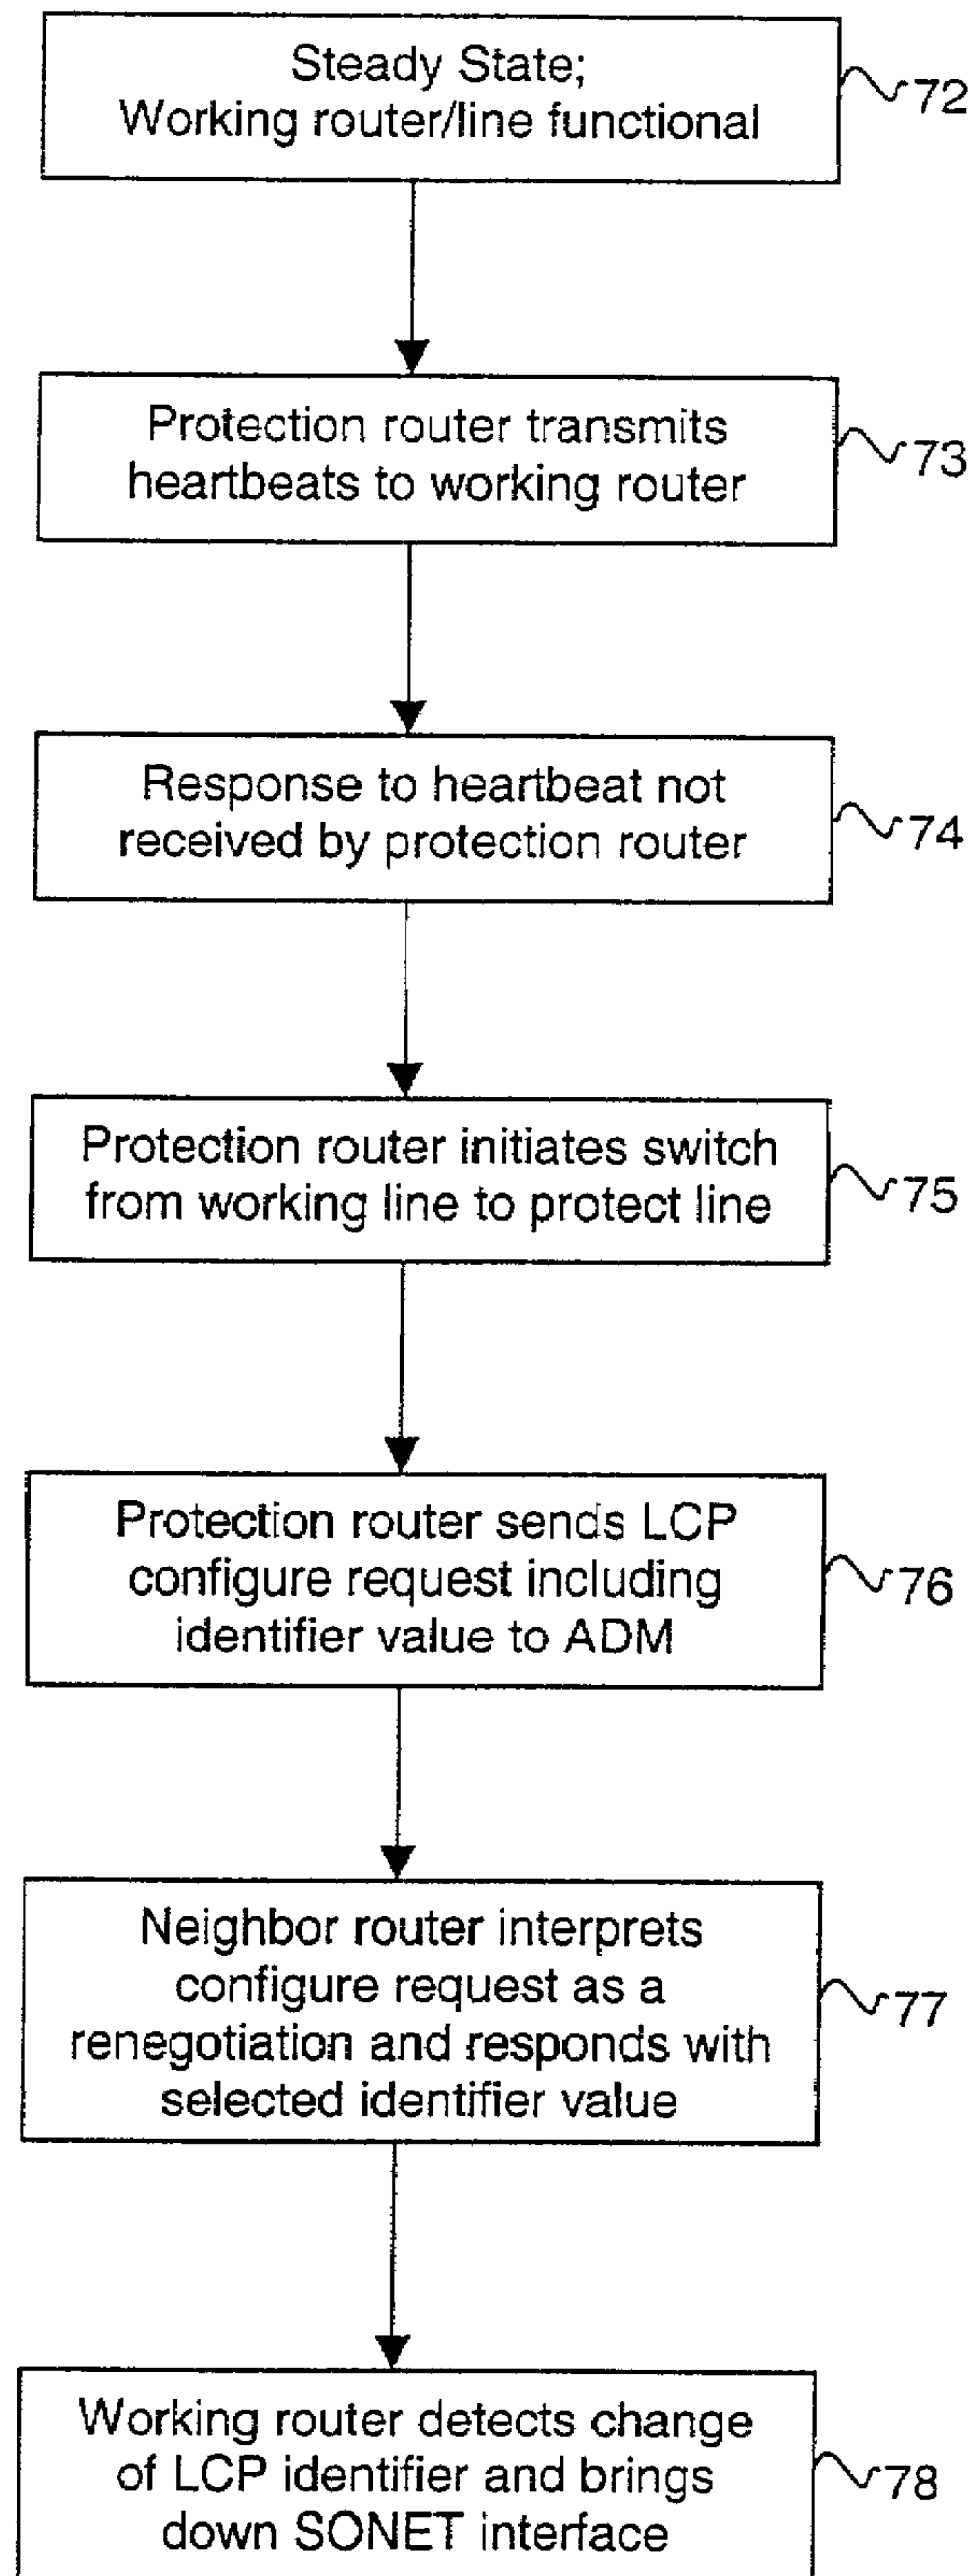 Steady State;
Working router/line functional
72
Protection router transmits
heartbeats to working router
73
Response to heartbeat not
received by protection router
74
Protection router initiates switch
from working line to protect line
75
Protection router sends LCP
configure request including
identifier value to ADM
76
Neighbor router interprets
configure request as a
renegotiation and responds with
selected identifier value
77
Working router detects change
of LCP identifier and brings
down SONET interface
78